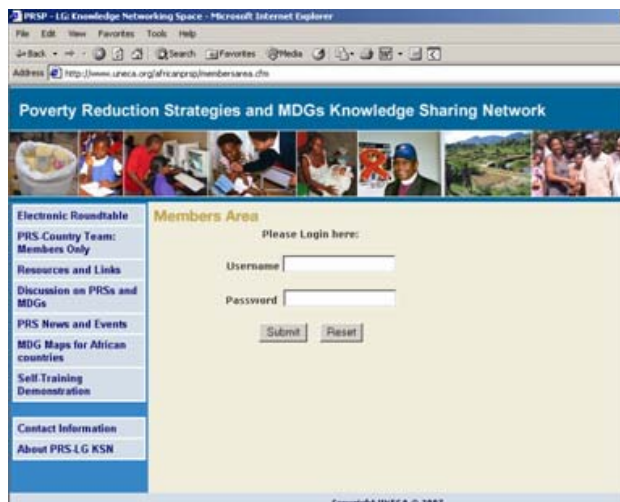 PRSP - LG: Knowledge Networking Space - Microsoft Internet Explorer
File Edit View Favorites Tools Help
Back Search Favorites Media
Address http://www.uneca.org/africanprsp/membersarea.cfm
Poverty Reduction Strategies and MDGs Knowledge Sharing Network
Electronic Roundtable
PRS-Country Team:
Members Only
Resources and Links
Discussion on PRSs and
MDGs
PRS News and Events
MDG Maps for African
countries
Self-Training
Demonstration
Contact Information
About PRS-LG KSN
Members Area
Please Login here:
Username
Password
Submit Reset